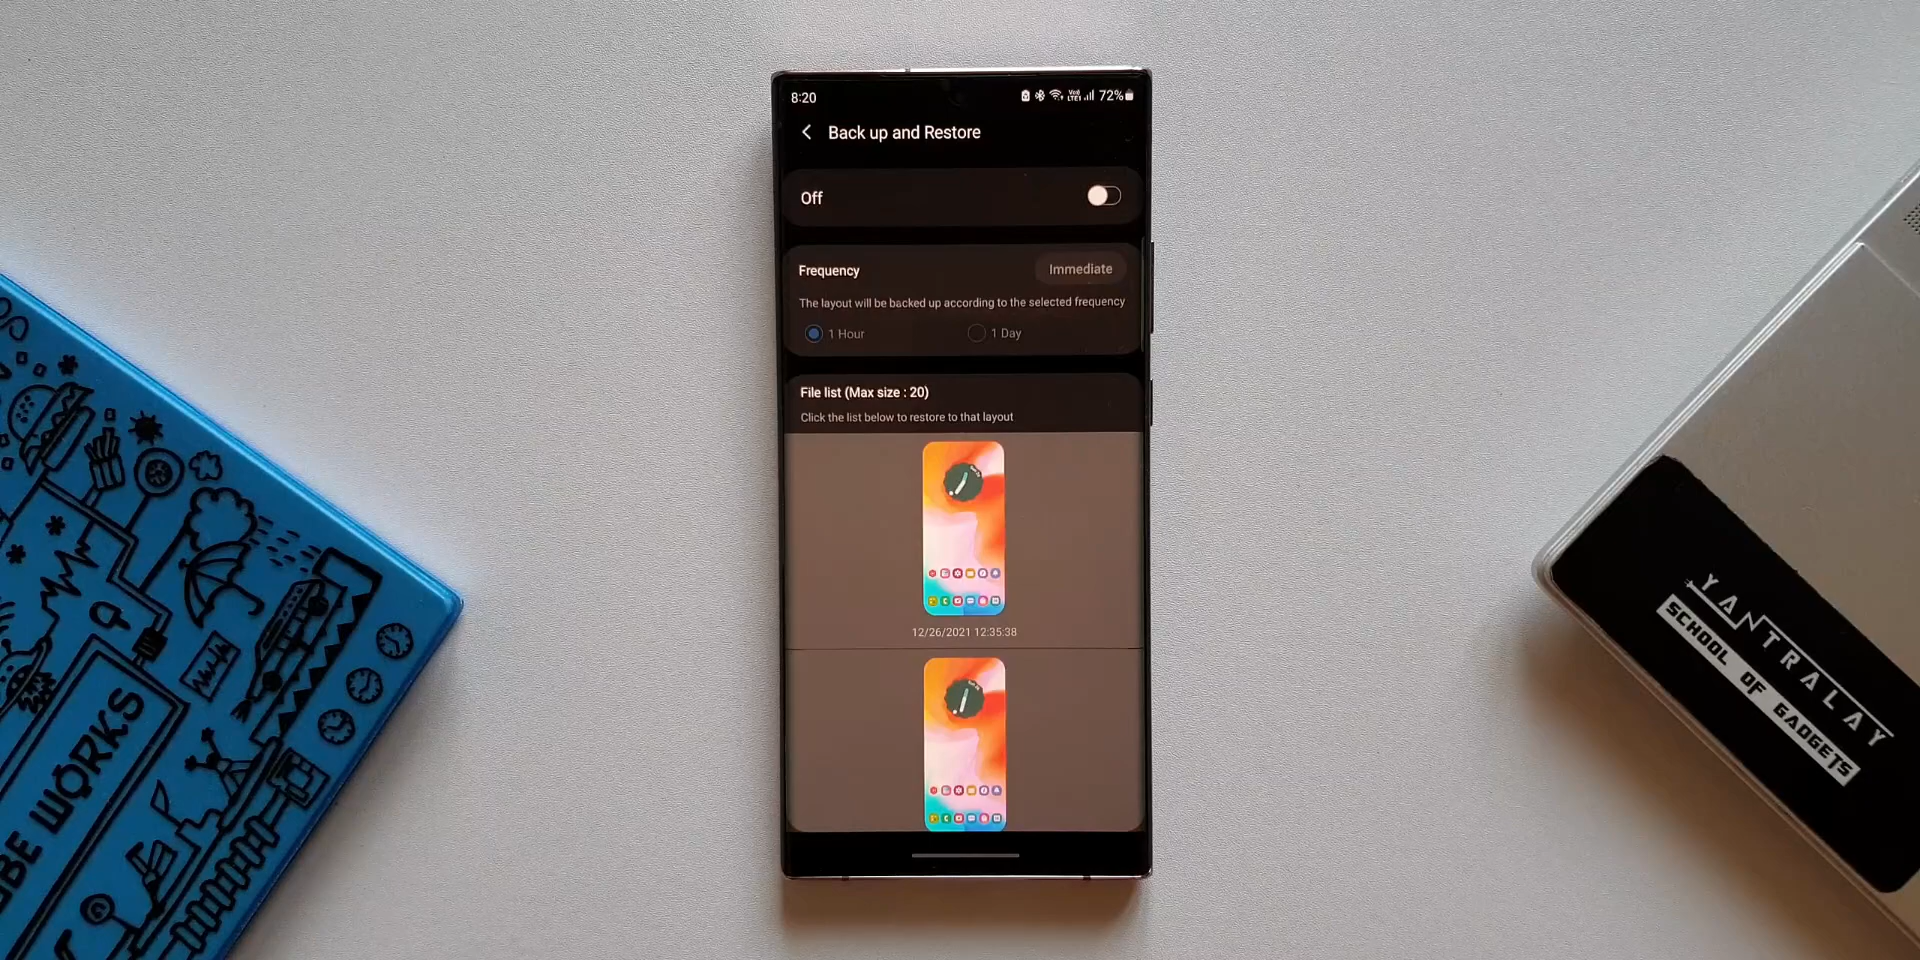 8:20
72%
Back up and Restore
Off
Frequency
Immediate
The layout will be backed up according to the selected frequency
1 Hour
1 Day
File list (Max size : 20)
Click the list below to restore to that layout
12/26/2021 12:35:38
WORKS
YANTRALAY
SCHOOL OF GADGETS